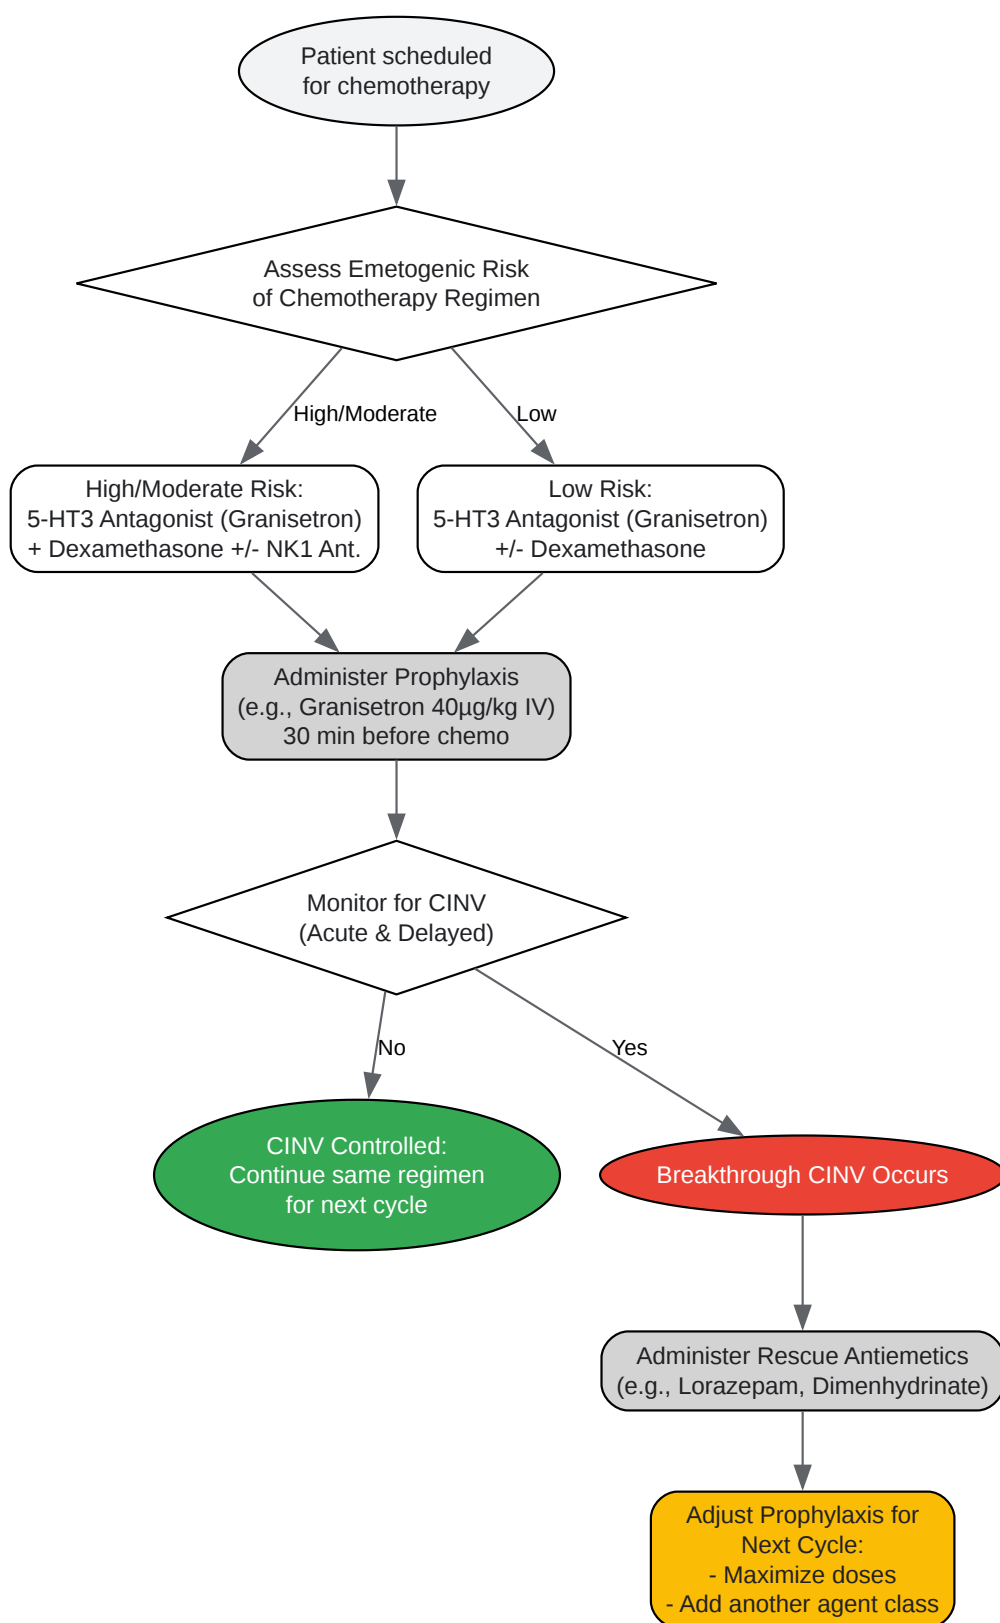 Patient scheduled
for chemotherapy
Assess Emetogenic Risk
of Chemotherapy Regimen
High/Moderate
Low
High/Moderate Risk:
5-HT3 Antagonist (Granisetron)
+ Dexamethasone +/- NK1 Ant.
Low Risk:
5-HT3 Antagonist (Granisetron)
+/- Dexamethasone
Administer Prophylaxis
(e.g., Granisetron 40µg/kg IV)
30 min before chemo
Monitor for CINV
(Acute & Delayed)
No
Yes
CINV Controlled:
Continue same regimen
for next cycle
Breakthrough CINV Occurs
Administer Rescue Antiemetics
(e.g., Lorazepam, Dimenhydrinate)
Adjust Prophylaxis for
Next Cycle:
- Maximize doses
- Add another agent class